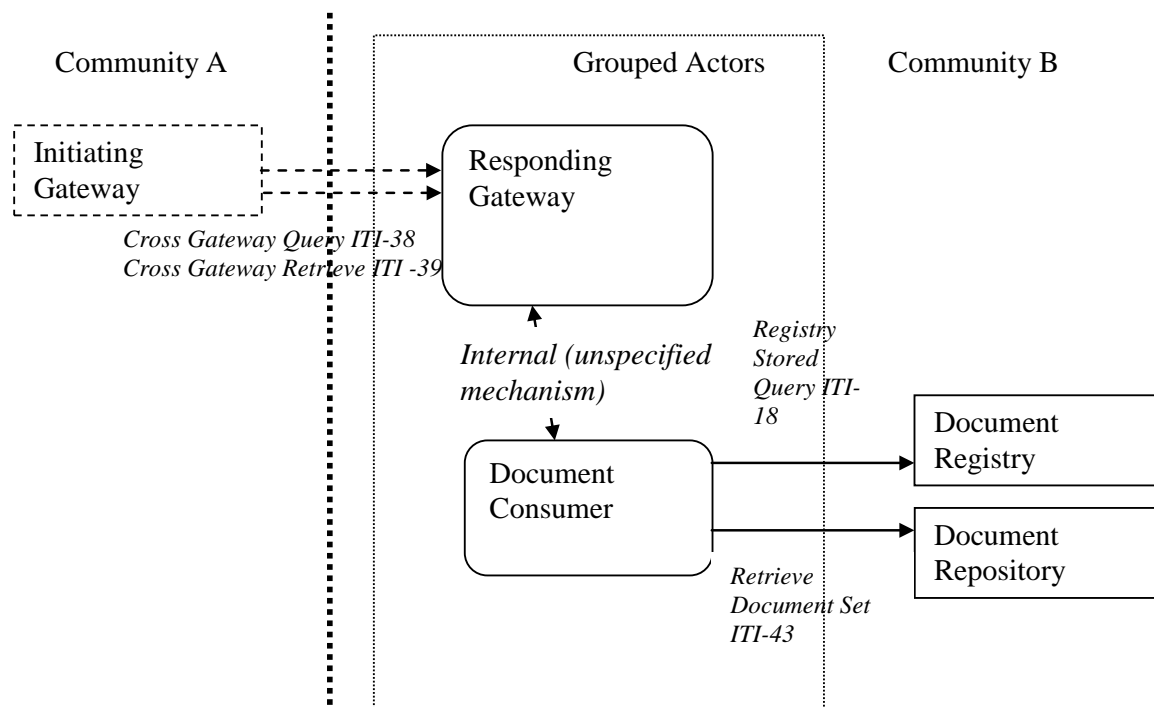 Community A
Grouped Actors
Community B
Initiating
Gateway
Responding
Gateway
Cross Gateway Query ITI-38
Cross Gateway Retrieve ITI -39
Internal (unspecified
mechanism)
Registry
Stored
Query ITI-
18
Document
Registry
Document
Consumer
Document
Repository
Retrieve
Document Set
ITI-43